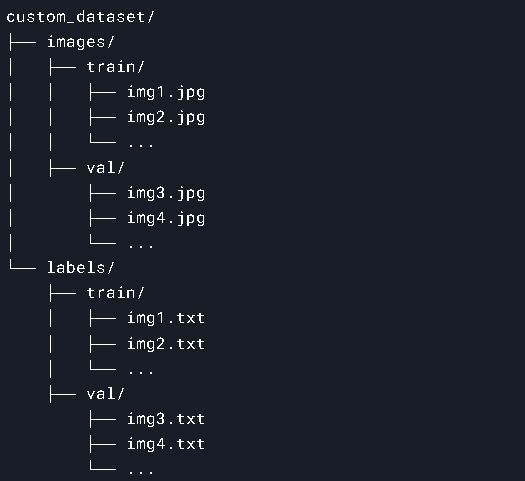 custom_dataset/
├── images/
│   ├── train/
│   │   ├── img1.jpg
│   │   ├── img2.jpg
│   │   └── ...
│   ├── val/
│       ├── img3.jpg
│       ├── img4.jpg
│       └── ...
└── labels/
    ├── train/
    │   ├── img1.txt
    │   ├── img2.txt
    │   └── ...
    ├── val/
        ├── img3.txt
        ├── img4.txt
        └── ...